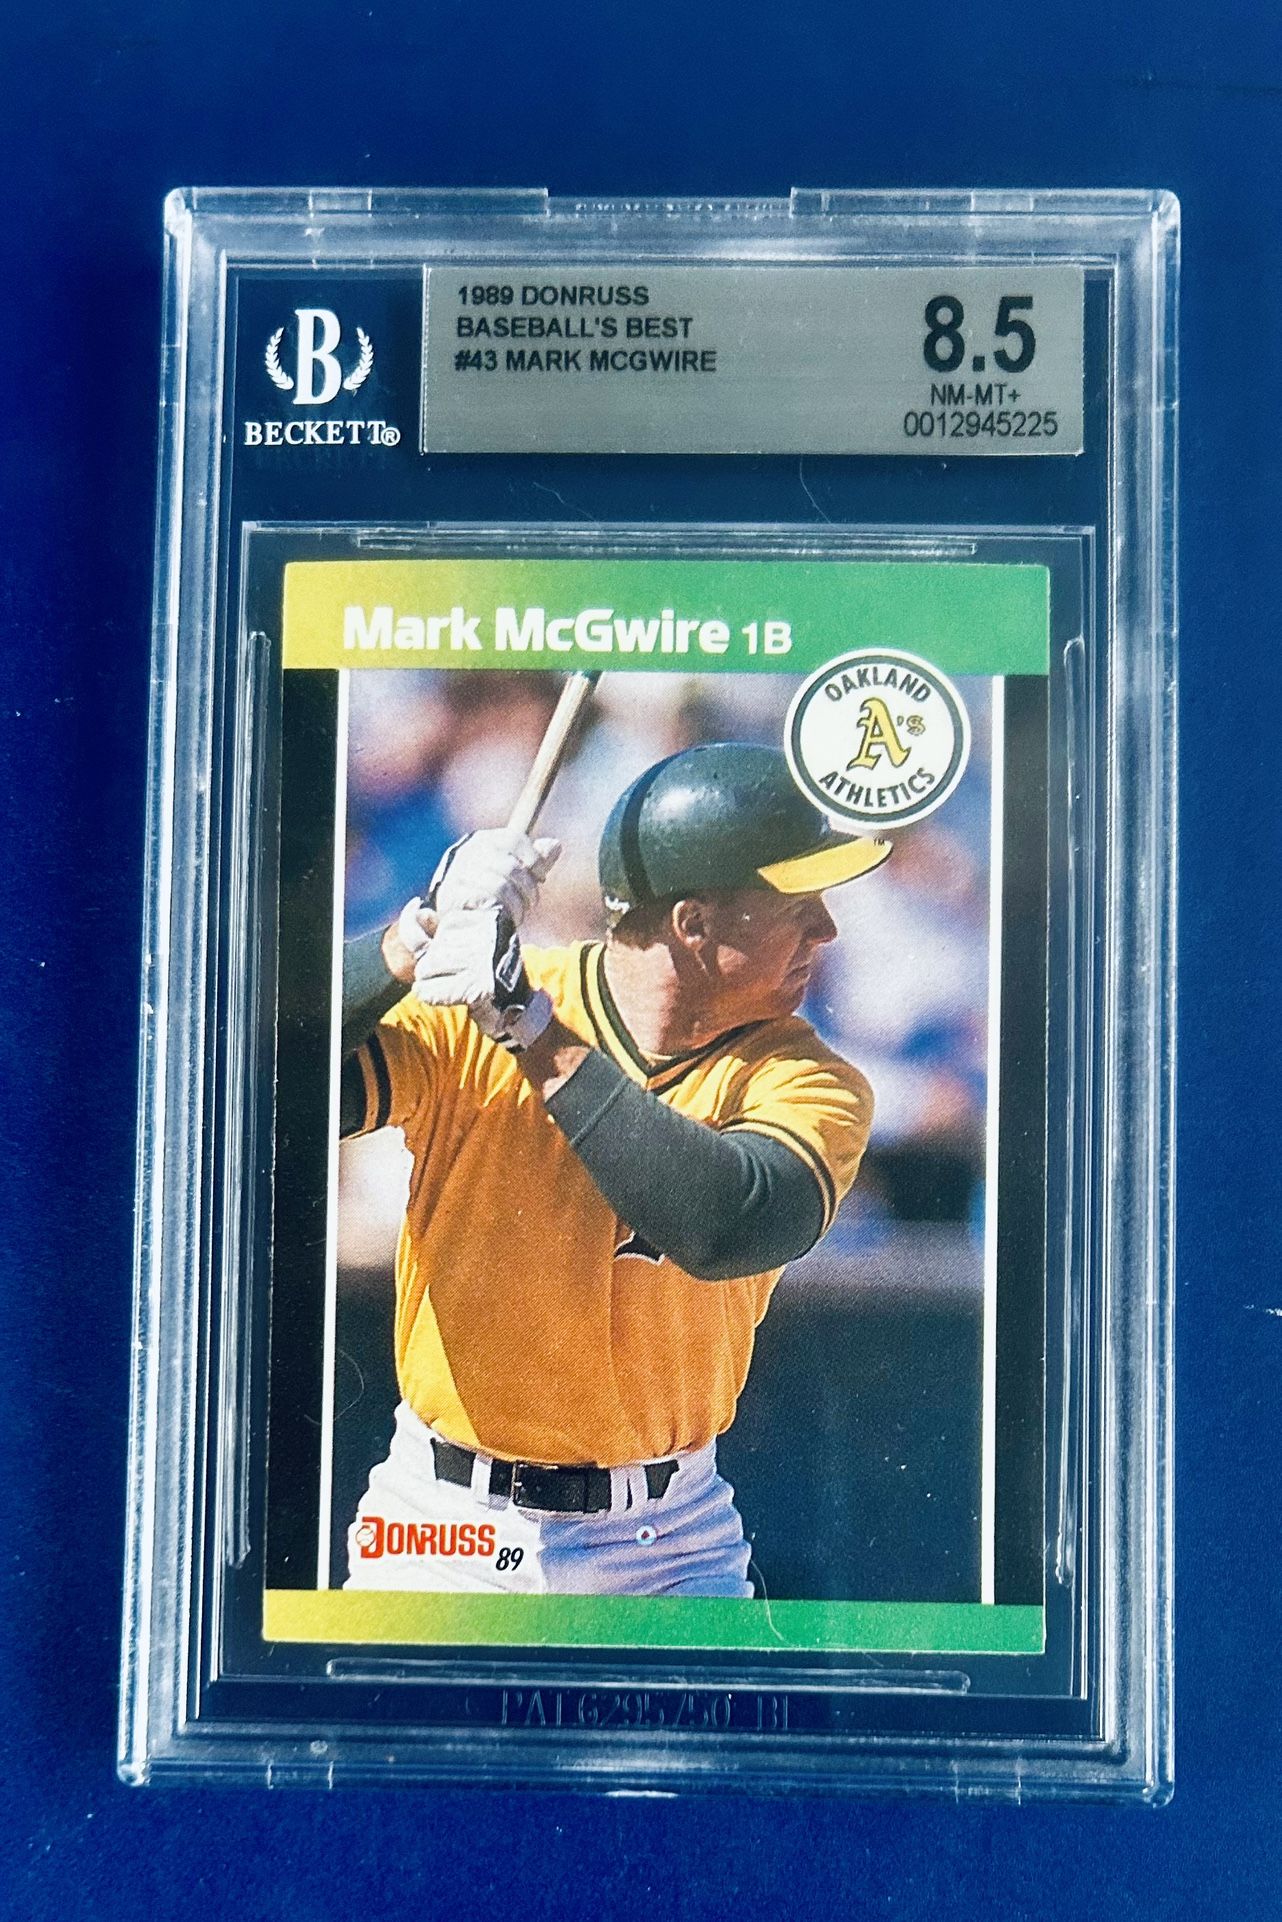 1989 DONRUSS
BASEBALL'S BEST
#43 MARK MCGWIRE
8.5
NM-MT+
0012945225
B
BECKETT®
Mark McGwire 1B
OAKLAND
A's
ATHLETICS
TM
DONRUSS 89